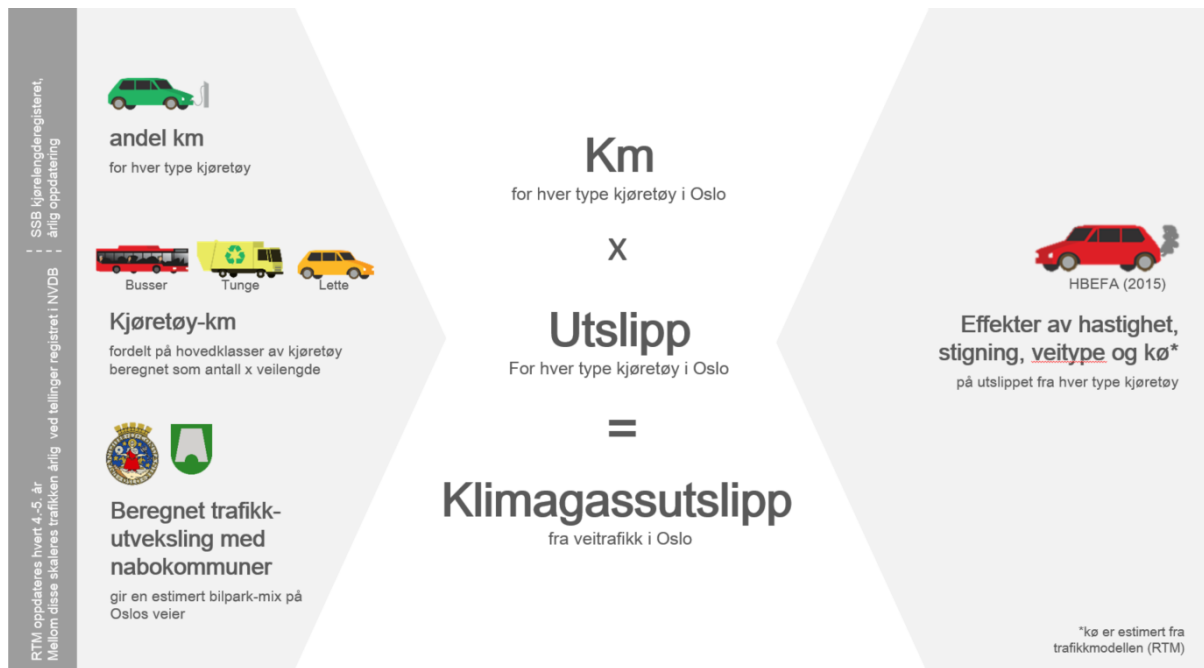 SSB kjørelengderegisteret,
årlig oppdatering
RTM oppdateres hvert 4.-5. år
Mellom disse skaleres trafikken årlig ved tellinger registret i NVDB
andel km
for hver type kjøretøy
Busser
Tunge
Lette
Kjøretøy-km
fordelt på hovedklasser av kjøretøy
beregnet som antall x veilengde
Beregnet trafikk-
utveksling med
nabokommuner
gir en estimert bilpark-mix på
Oslos veier
Km
for hver type kjøretøy i Oslo
x
Utslipp
For hver type kjøretøy i Oslo
=
Klimagassutslipp
fra veitrafikk i Oslo
HBEFA (2015)
Effekter av hastighet,
stigning, veitype og kø*
på utslippet fra hver type kjøretøy
*kø er estimert fra
trafikkmodellen (RTM)